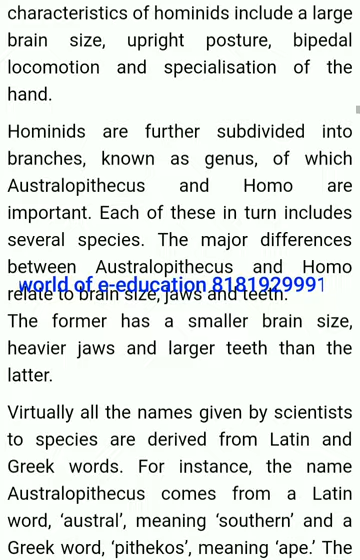 characteristics of hominids include a large
brain size, upright posture, bipedal
locomotion and specialisation of the
hand.
Hominids are further subdivided into
branches, known as genus, of which
Australopithecus and Homo are
important. Each of these in turn includes
several species. The major differences
between Australopithecus and Homo
world of e-education 8181929991
relate to brain size, jaws and teeth.
The former has a smaller brain size,
heavier jaws and larger teeth than the
latter.
Virtually all the names given by scientists
to species are derived from Latin and
Greek words. For instance, the name
Australopithecus comes from a Latin
word, ‘austral’, meaning ‘southern’ and a
Greek word, ‘pithekos’, meaning ‘ape.’ The